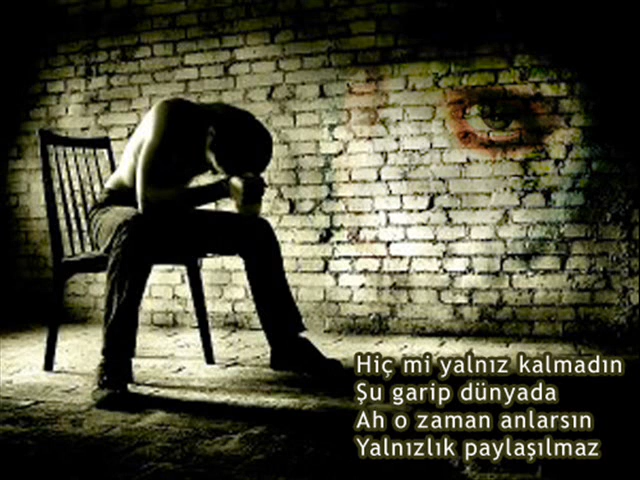 Hiç mi yalnız kalmadın
Şu garip dünyada
Ah o zaman anlarsın
Yalnızlık paylaşılmaz